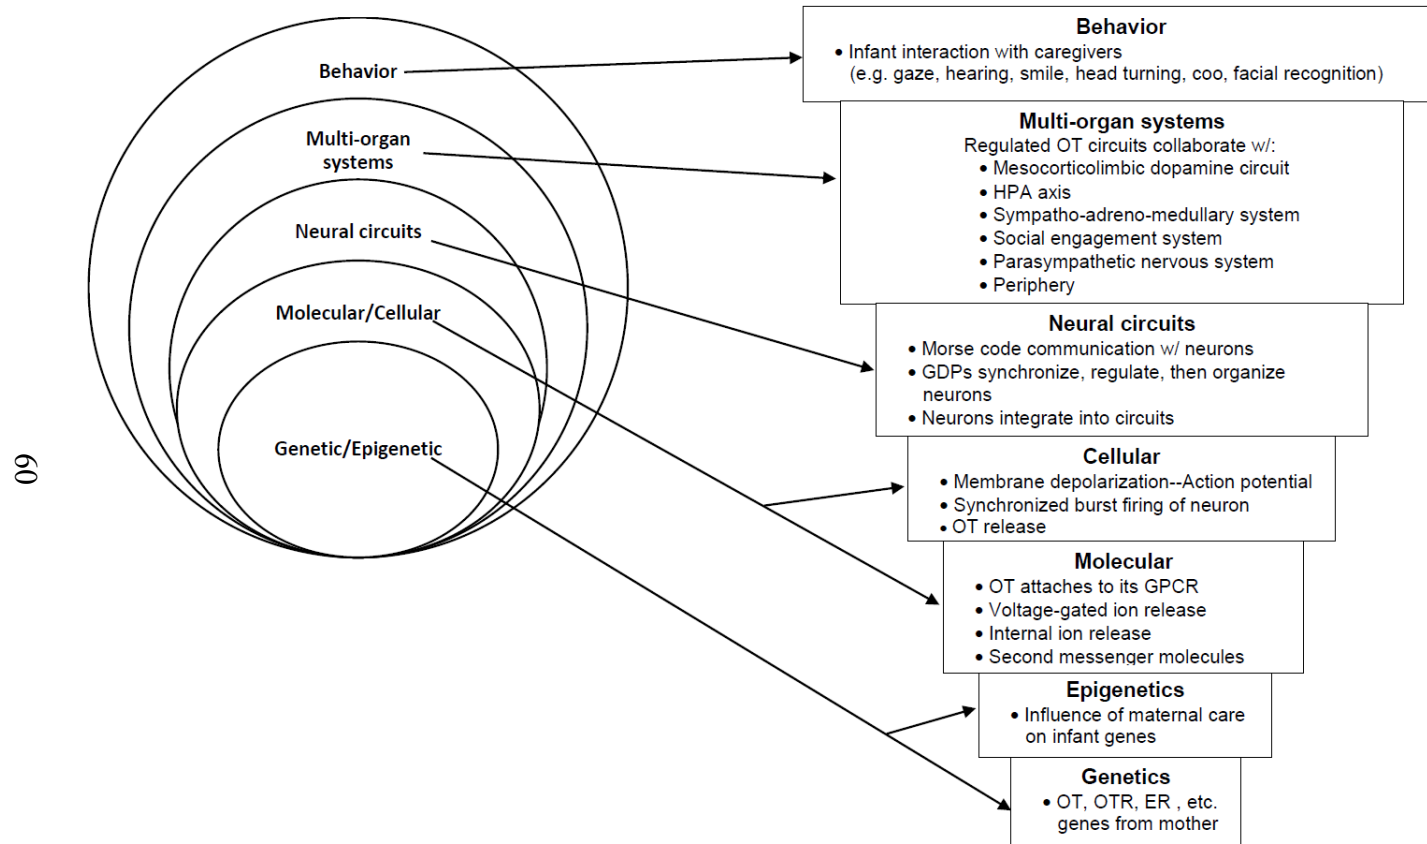 Behavior
Multi-organ
systems
Neural circuits
Molecular/Cellular
Genetic/Epigenetic
60
Behavior
• Infant interaction with caregivers
(e.g. gaze, hearing, smile, head turning, coo, facial recognition)
Multi-organ systems
Regulated OT circuits collaborate w/:
• Mesocorticolimbic dopamine circuit
• HPA axis
• Sympatho-adreno-medullary system
• Social engagement system
• Parasympathetic nervous system
• Periphery
Neural circuits
• Morse code communication w/ neurons
• GDPs synchronize, regulate, then organize
neurons
• Neurons integrate into circuits
Cellular
• Membrane depolarization--Action potential
• Synchronized burst firing of neuron
• OT release
Molecular
• OT attaches to its GPCR
• Voltage-gated ion release
• Internal ion release
• Second messenger molecules
Epigenetics
• Influence of maternal care
on infant genes
Genetics
• OT, OTR, ER , etc.
genes from mother